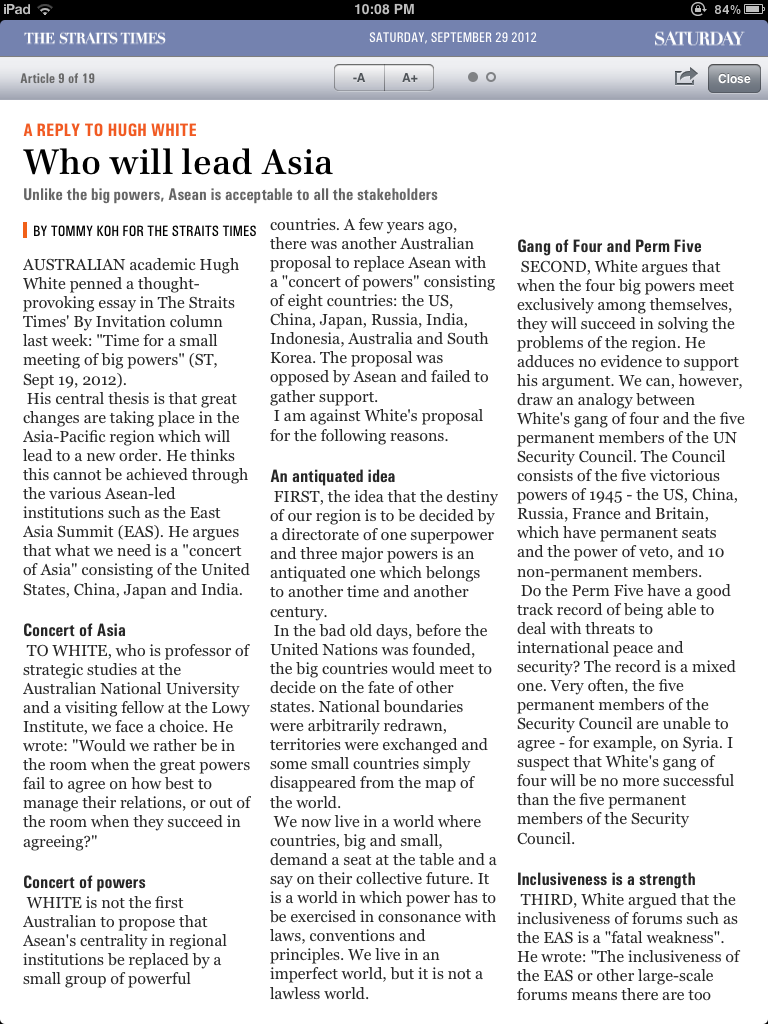 iPad
10:08 PM
84%
THE STRAITS TIMES
SATURDAY, SEPTEMBER 29 2012
SATURDAY
Article 9 of 19
-A
A+
Close
A REPLY TO HUGH WHITE
Who will lead Asia
Unlike the big powers, Asean is acceptable to all the stakeholders
BY TOMMY KOH FOR THE STRAITS TIMES
AUSTRALIAN academic Hugh
White penned a thought-
provoking essay in The Straits
Times' By Invitation column
last week: "Time for a small
meeting of big powers" (ST,
Sept 19, 2012).
His central thesis is that great
changes are taking place in the
Asia-Pacific region which will
lead to a new order. He thinks
this cannot be achieved through
the various Asean-led
institutions such as the East
Asia Summit (EAS). He argues
that what we need is a "concert
of Asia" consisting of the United
States, China, Japan and India.
Concert of Asia
TO WHITE, who is professor of
strategic studies at the
Australian National University
and a visiting fellow at the Lowy
Institute, we face a choice. He
wrote: "Would we rather be in
the room when the great powers
fail to agree on how best to
manage their relations, or out of
the room when they succeed in
agreeing?"
Concert of powers
WHITE is not the first
Australian to propose that
Asean's centrality in regional
institutions be replaced by a
small group of powerful
countries. A few years ago,
there was another Australian
proposal to replace Asean with
a "concert of powers" consisting
of eight countries: the US,
China, Japan, Russia, India,
Indonesia, Australia and South
Korea. The proposal was
opposed by Asean and failed to
gather support.
I am against White's proposal
for the following reasons.
An antiquated idea
FIRST, the idea that the destiny
of our region is to be decided by
a directorate of one superpower
and three major powers is an
antiquated one which belongs
to another time and another
century.
In the bad old days, before the
United Nations was founded,
the big countries would meet to
decide on the fate of other
states. National boundaries
were arbitrarily redrawn,
territories were exchanged and
some small countries simply
disappeared from the map of
the world.
We now live in a world where
countries, big and small,
demand a seat at the table and a
say on their collective future. It
is a world in which power has to
be exercised in consonance with
laws, conventions and
principles. We live in an
imperfect world, but it is not a
lawless world.
Gang of Four and Perm Five
SECOND, White argues that
when the four big powers meet
exclusively among themselves,
they will succeed in solving the
problems of the region. He
adduces no evidence to support
his argument. We can, however,
draw an analogy between
White's gang of four and the five
permanent members of the UN
Security Council. The Council
consists of the five victorious
powers of 1945 - the US, China,
Russia, France and Britain,
which have permanent seats
and the power of veto, and 10
non-permanent members.
Do the Perm Five have a good
track record of being able to
deal with threats to
international peace and
security? The record is a mixed
one. Very often, the five
permanent members of the
Security Council are unable to
agree - for example, on Syria. I
suspect that White's gang of
four will be no more successful
than the five permanent
members of the Security
Council.
Inclusiveness is a strength
THIRD, White argued that the
inclusiveness of forums such as
the EAS is a "fatal weakness".
He wrote: "The inclusiveness of
the EAS or other large-scale
forums means there are too